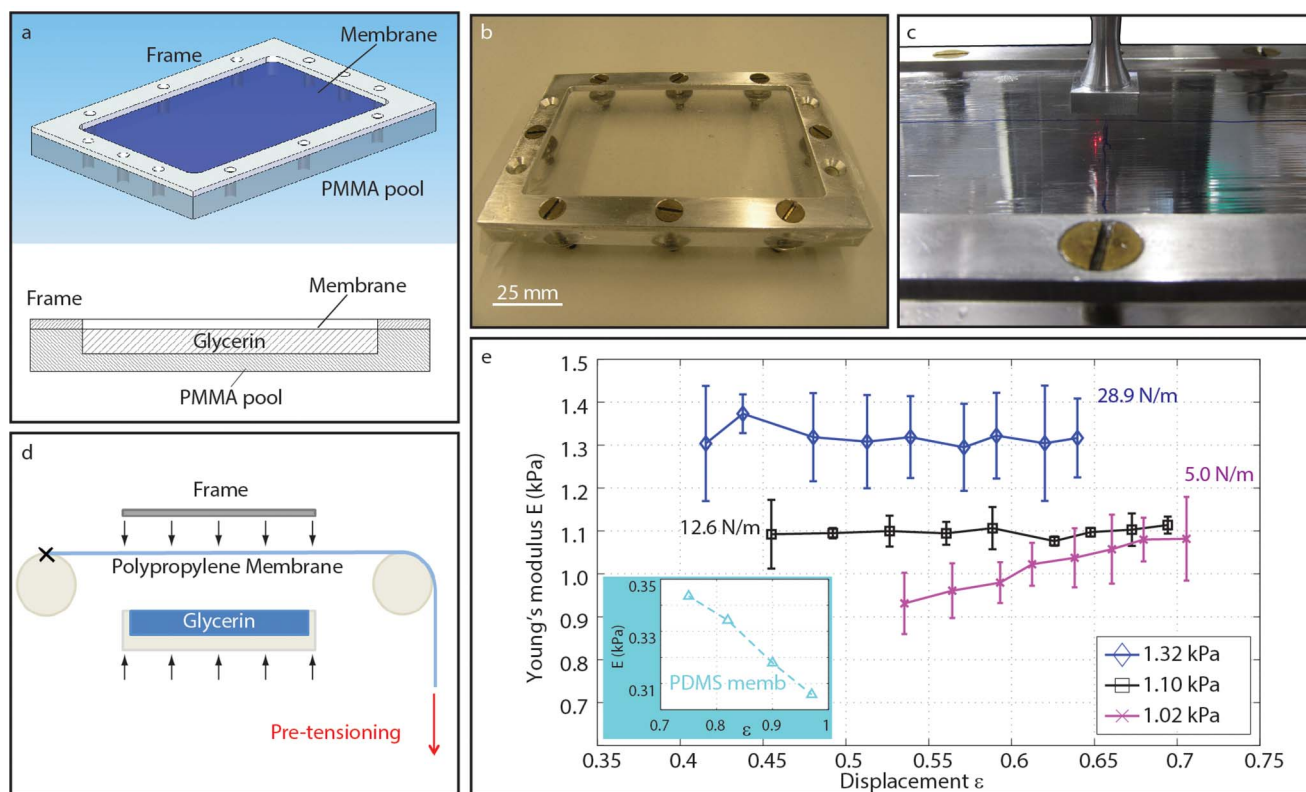 a
Frame
Membrane
PMMA pool
Frame
Membrane
Glycerin
PMMA pool
b
25 mm
c
d
Frame
Polypropylene Membrane
Glycerin
Pre-tensioning
e
1.5
1.4
1.3
1.2
1.1
1.0
0.9
0.8
0.7
Young's modulus E (kPa)
28.9 N/m
12.6 N/m
5.0 N/m
0.35
0.33
0.31
E (kPa)
PDMS memb
0.7 0.8 0.9 1
ε
1.32 kPa
1.10 kPa
1.02 kPa
0.35 0.4 0.45 0.5 0.55 0.6 0.65 0.7 0.75
Displacement ε